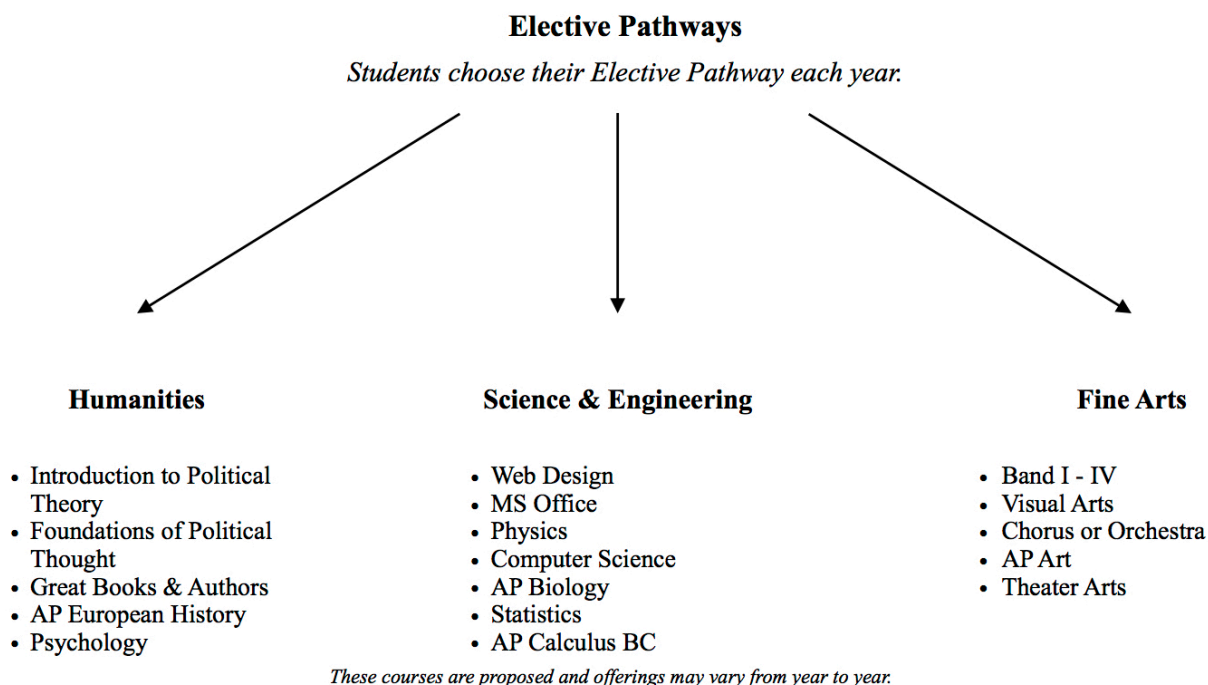 Elective Pathways
Students choose their Elective Pathway each year.
Humanities
• Introduction to Political
Theory
• Foundations of Political
Thought
• Great Books & Authors
• AP European History
• Psychology
Science & Engineering
• Web Design
• MS Office
• Physics
• Computer Science
• AP Biology
• Statistics
• AP Calculus BC
Fine Arts
• Band I - IV
• Visual Arts
• Chorus or Orchestra
• AP Art
• Theater Arts
These courses are proposed and offerings may vary from year to year.